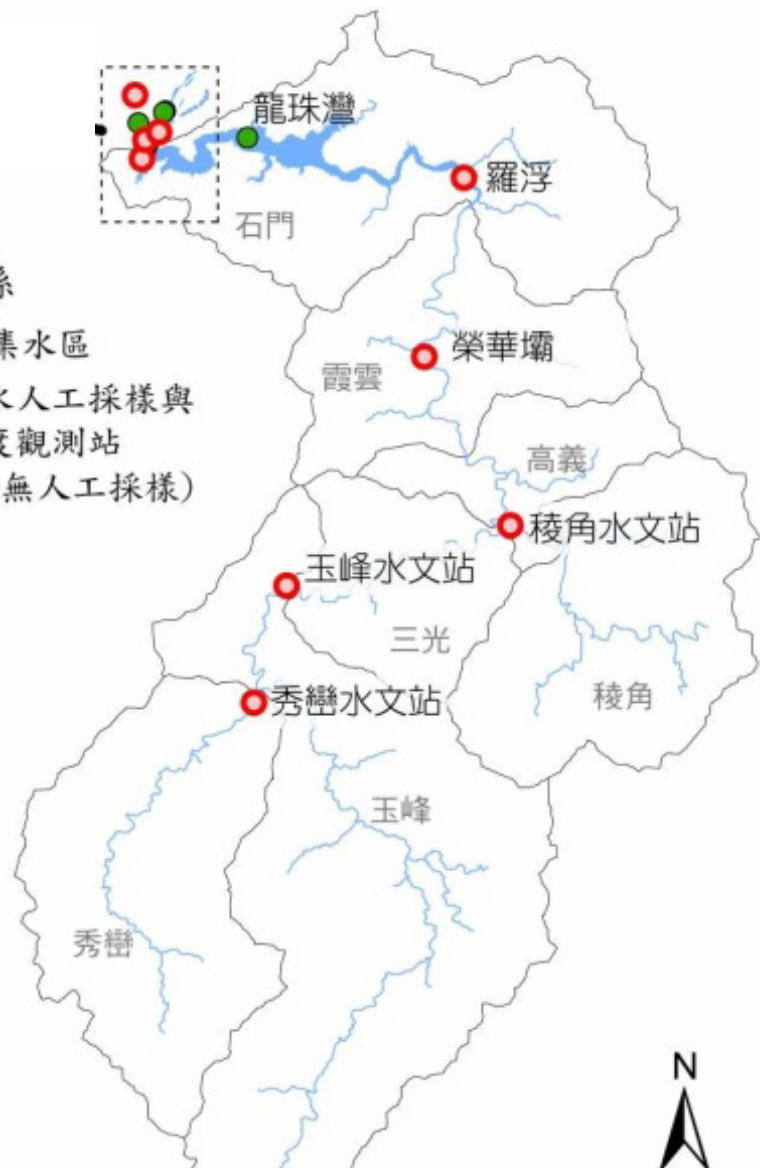 龍珠灣
羅浮
石門
係
集水區
榮華壩
霞雲
水人工採樣與
度觀測站
無人工採樣)
高義
稜角水文站
玉峰水文站
三光
稜角
秀巒水文站
玉峰
秀巒
N